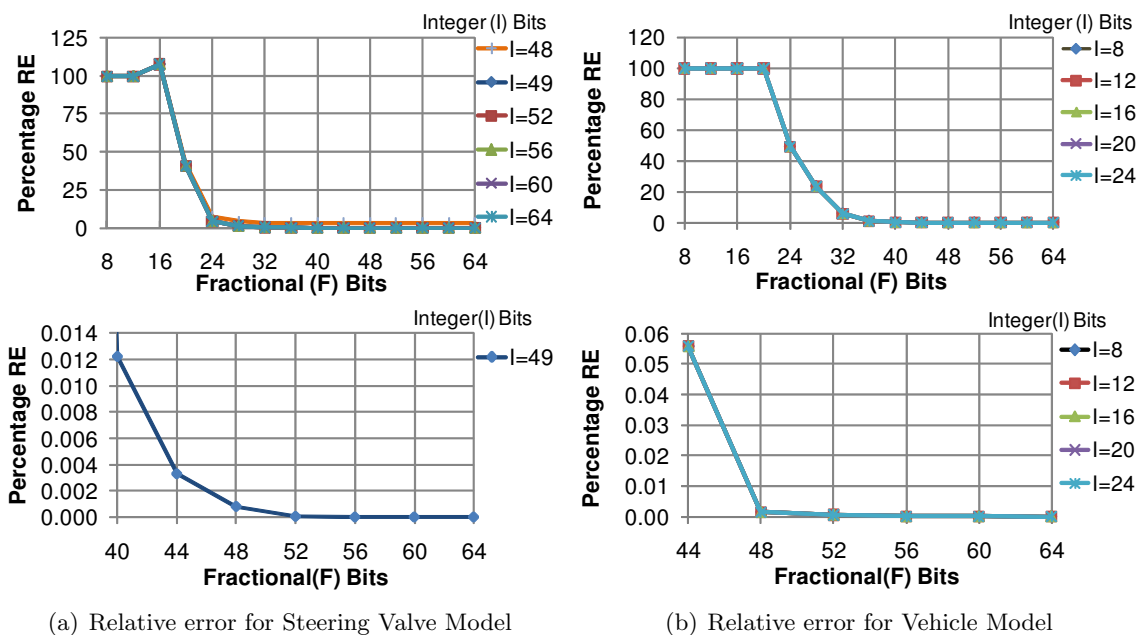 Integer (I) Bits
125
100
75
50
25
0
Percentage RE
8 16 24 32 40 48 56 64
Fractional (F) Bits
I=48
I=49
I=52
I=56
I=60
I=64
Integer (I) Bits
120
100
80
60
40
20
0
Percentage RE
8 16 24 32 40 48 56 64
Fractional (F) Bits
I=8
I=12
I=16
I=20
I=24
Integer(I) Bits
0.014
0.012
0.010
0.008
0.006
0.004
0.002
0.000
Percentage RE
40 44 48 52 56 60 64
Fractional(F) Bits
I=49
Integer(I) Bits
0.06
0.05
0.04
0.03
0.02
0.01
0.00
Percentage RE
44 48 52 56 60 64
Fractional(F) Bits
I=8
I=12
I=16
I=20
I=24
(a) Relative error for Steering Valve Model
(b) Relative error for Vehicle Model